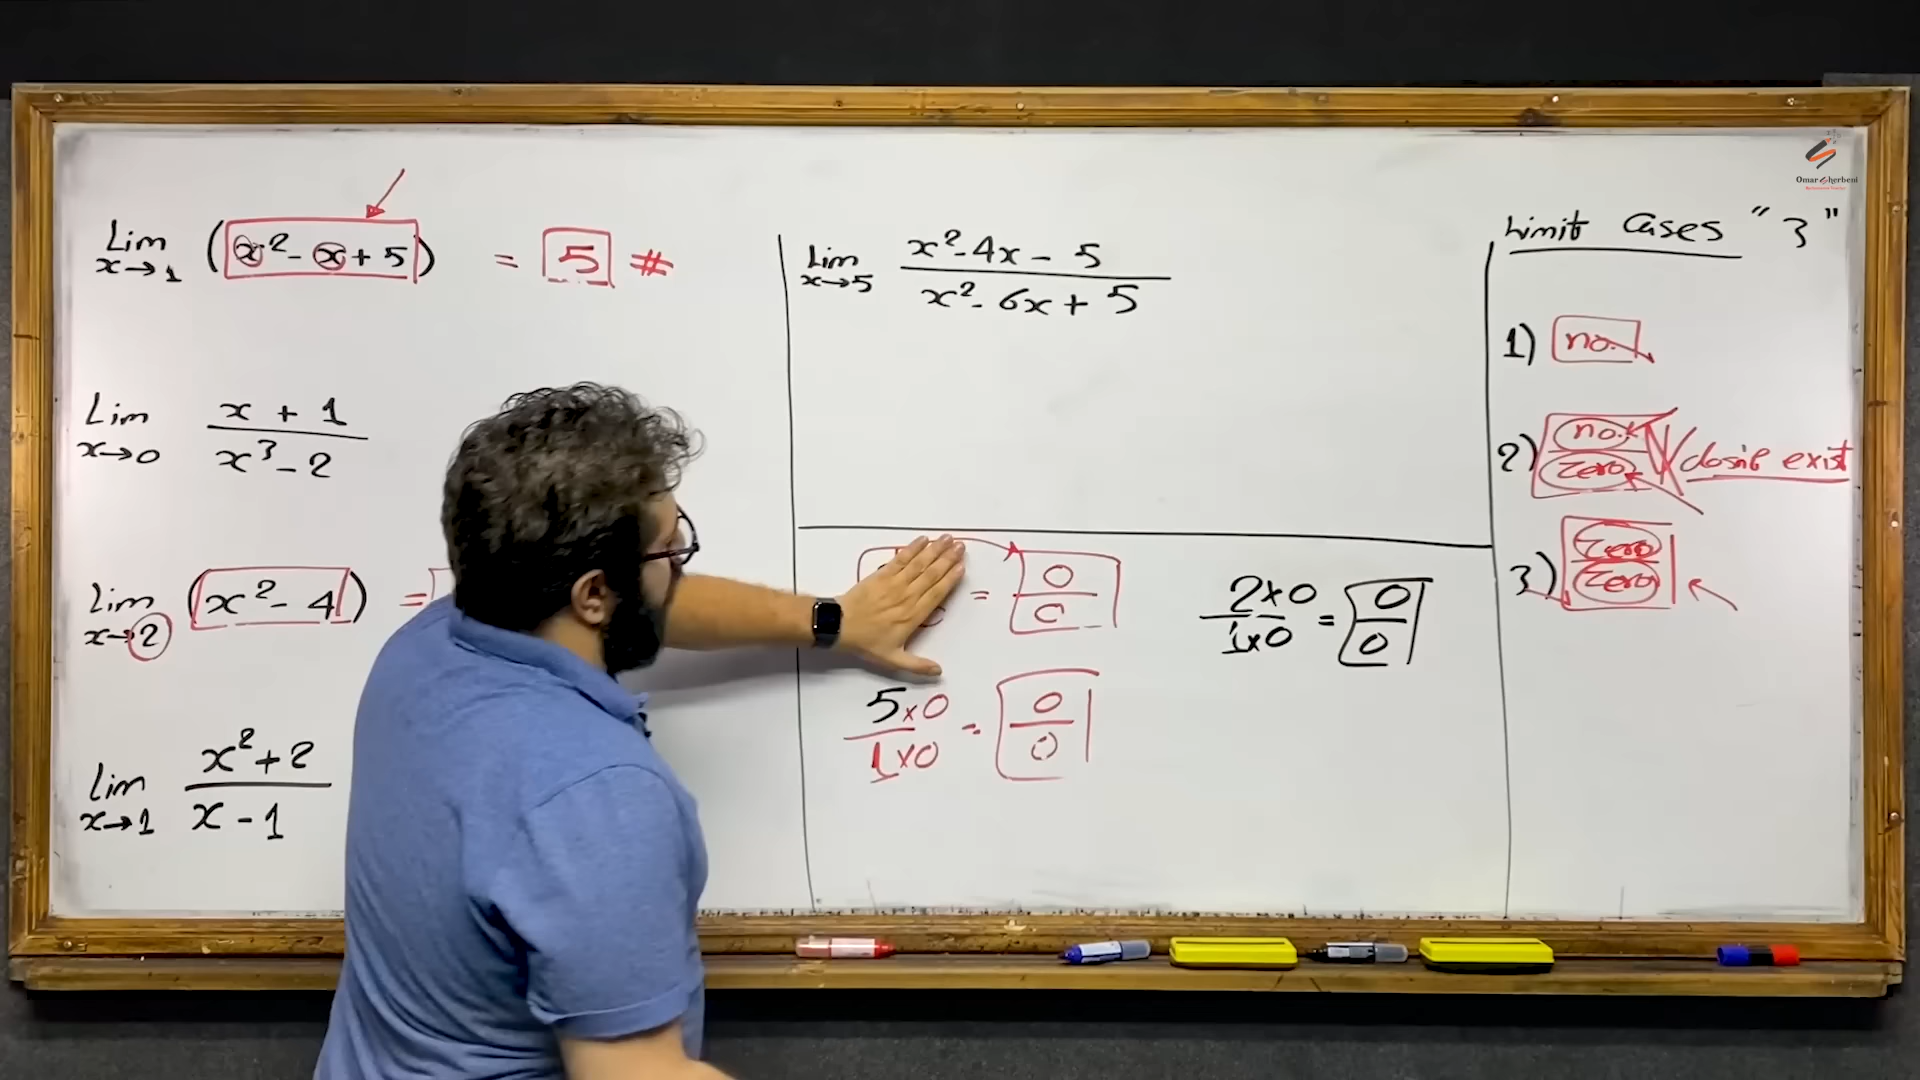 Lim x→1 (x² - x + 5) = 5 #
Lim x→0 x + 1 / x³ - 2
Lim x→2 (x² - 4) =
Lim x→1 x² + 2 / x - 1
Lim x→5 x² - 4x - 5 / x² - 6x + 5
= 0 / 0
5 x 0 / 1 x 0 = 0 / 0
2 x 0 / 1 x 0 = 0 / 0
Limit Cases "3"
1) no.
2) no. / Zero
exist
3) Zero / Zero
Omar Sherbeni